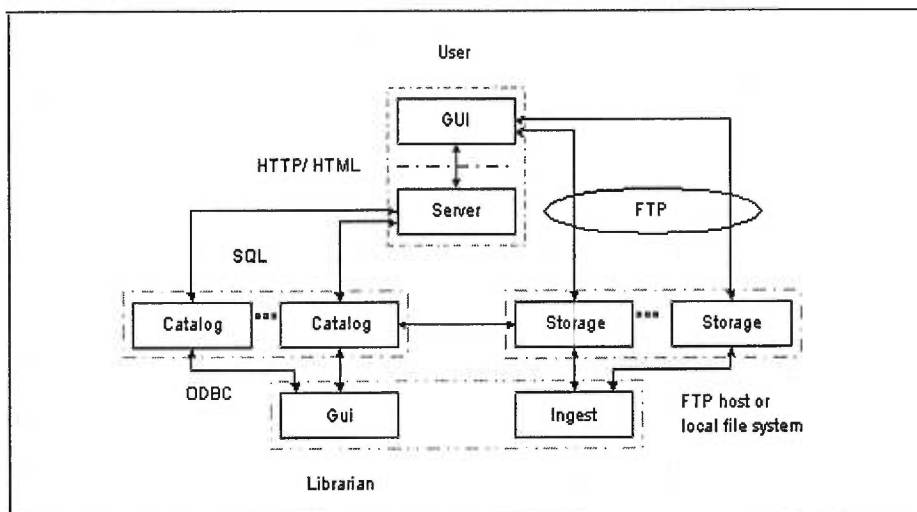 User
GUI
HTTP/ HTML
Server
FTP
SQL
Catalog
Catalog
Storage
Storage
ODBC
Gui
Ingest
FTP host or
local file system
Librarian